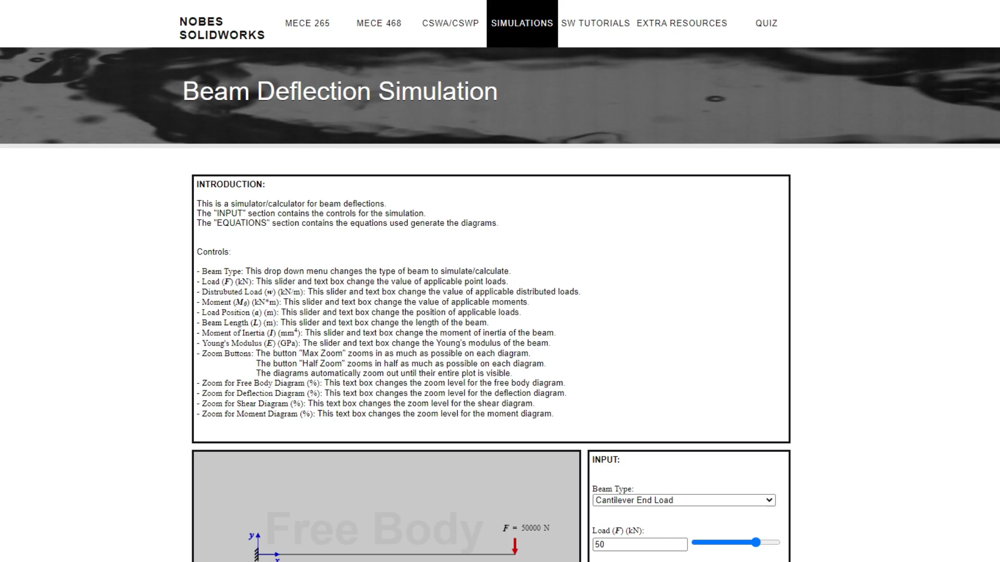 NOBES
SOLIDWORKS
MECE 265
MECE 468
CSWA/CSWP
SIMULATIONS
SW TUTORIALS
EXTRA RESOURCES
QUIZ
Beam Deflection Simulation
INTRODUCTION:
This is a simulator/calculator for beam deflections.
The "INPUT" section contains the controls for the simulation.
The "EQUATIONS" section contains the equations used generate the diagrams.
Controls:
- Beam Type: This drop down menu changes the type of beam to simulate/calculate.
- Load (F) (kN): This slider and text box change the value of applicable point loads.
- Distrubuted Load (w) (kN/m): This slider and text box change the value of applicable distributed loads.
- Moment (M₀) (kN*m): This slider and text box change the value of applicable moments.
- Load Position (a) (m): This slider and text box change the position of applicable loads.
- Beam Length (L) (m): This slider and text box change the length of the beam.
- Moment of Inertia (I) (mm⁴): This slider and text box change the moment of inertia of the beam.
- Young's Modulus (E) (GPa): The slider and text box change the Young's modulus of the beam.
- Zoom Buttons: The button "Max Zoom" zooms in as much as possible on each diagram.
The button "Half Zoom" zooms in half as much as possible on each diagram.
The diagrams automatically zoom out until their entire plot is visible.
- Zoom for Free Body Diagram (%): This text box changes the zoom level for the free body diagram.
- Zoom for Deflection Diagram (%): This text box changes the zoom level for the deflection diagram.
- Zoom for Shear Diagram (%): This text box changes the zoom level for the shear diagram.
- Zoom for Moment Diagram (%): This text box changes the zoom level for the moment diagram.
Free Body
F = 50000 N
y
x
INPUT:
Beam Type:
Cantilever End Load
Load (F) (kN):
50